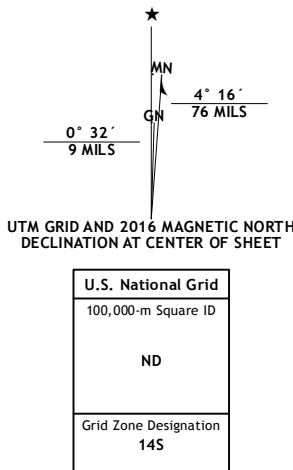 MN
4° 16´
76 MILS
GN
0° 32´
9 MILS
UTM GRID AND 2016 MAGNETIC NORTH
DECLINATION AT CENTER OF SHEET
U.S. National Grid
100,000-m Square ID
ND
Grid Zone Designation
14S